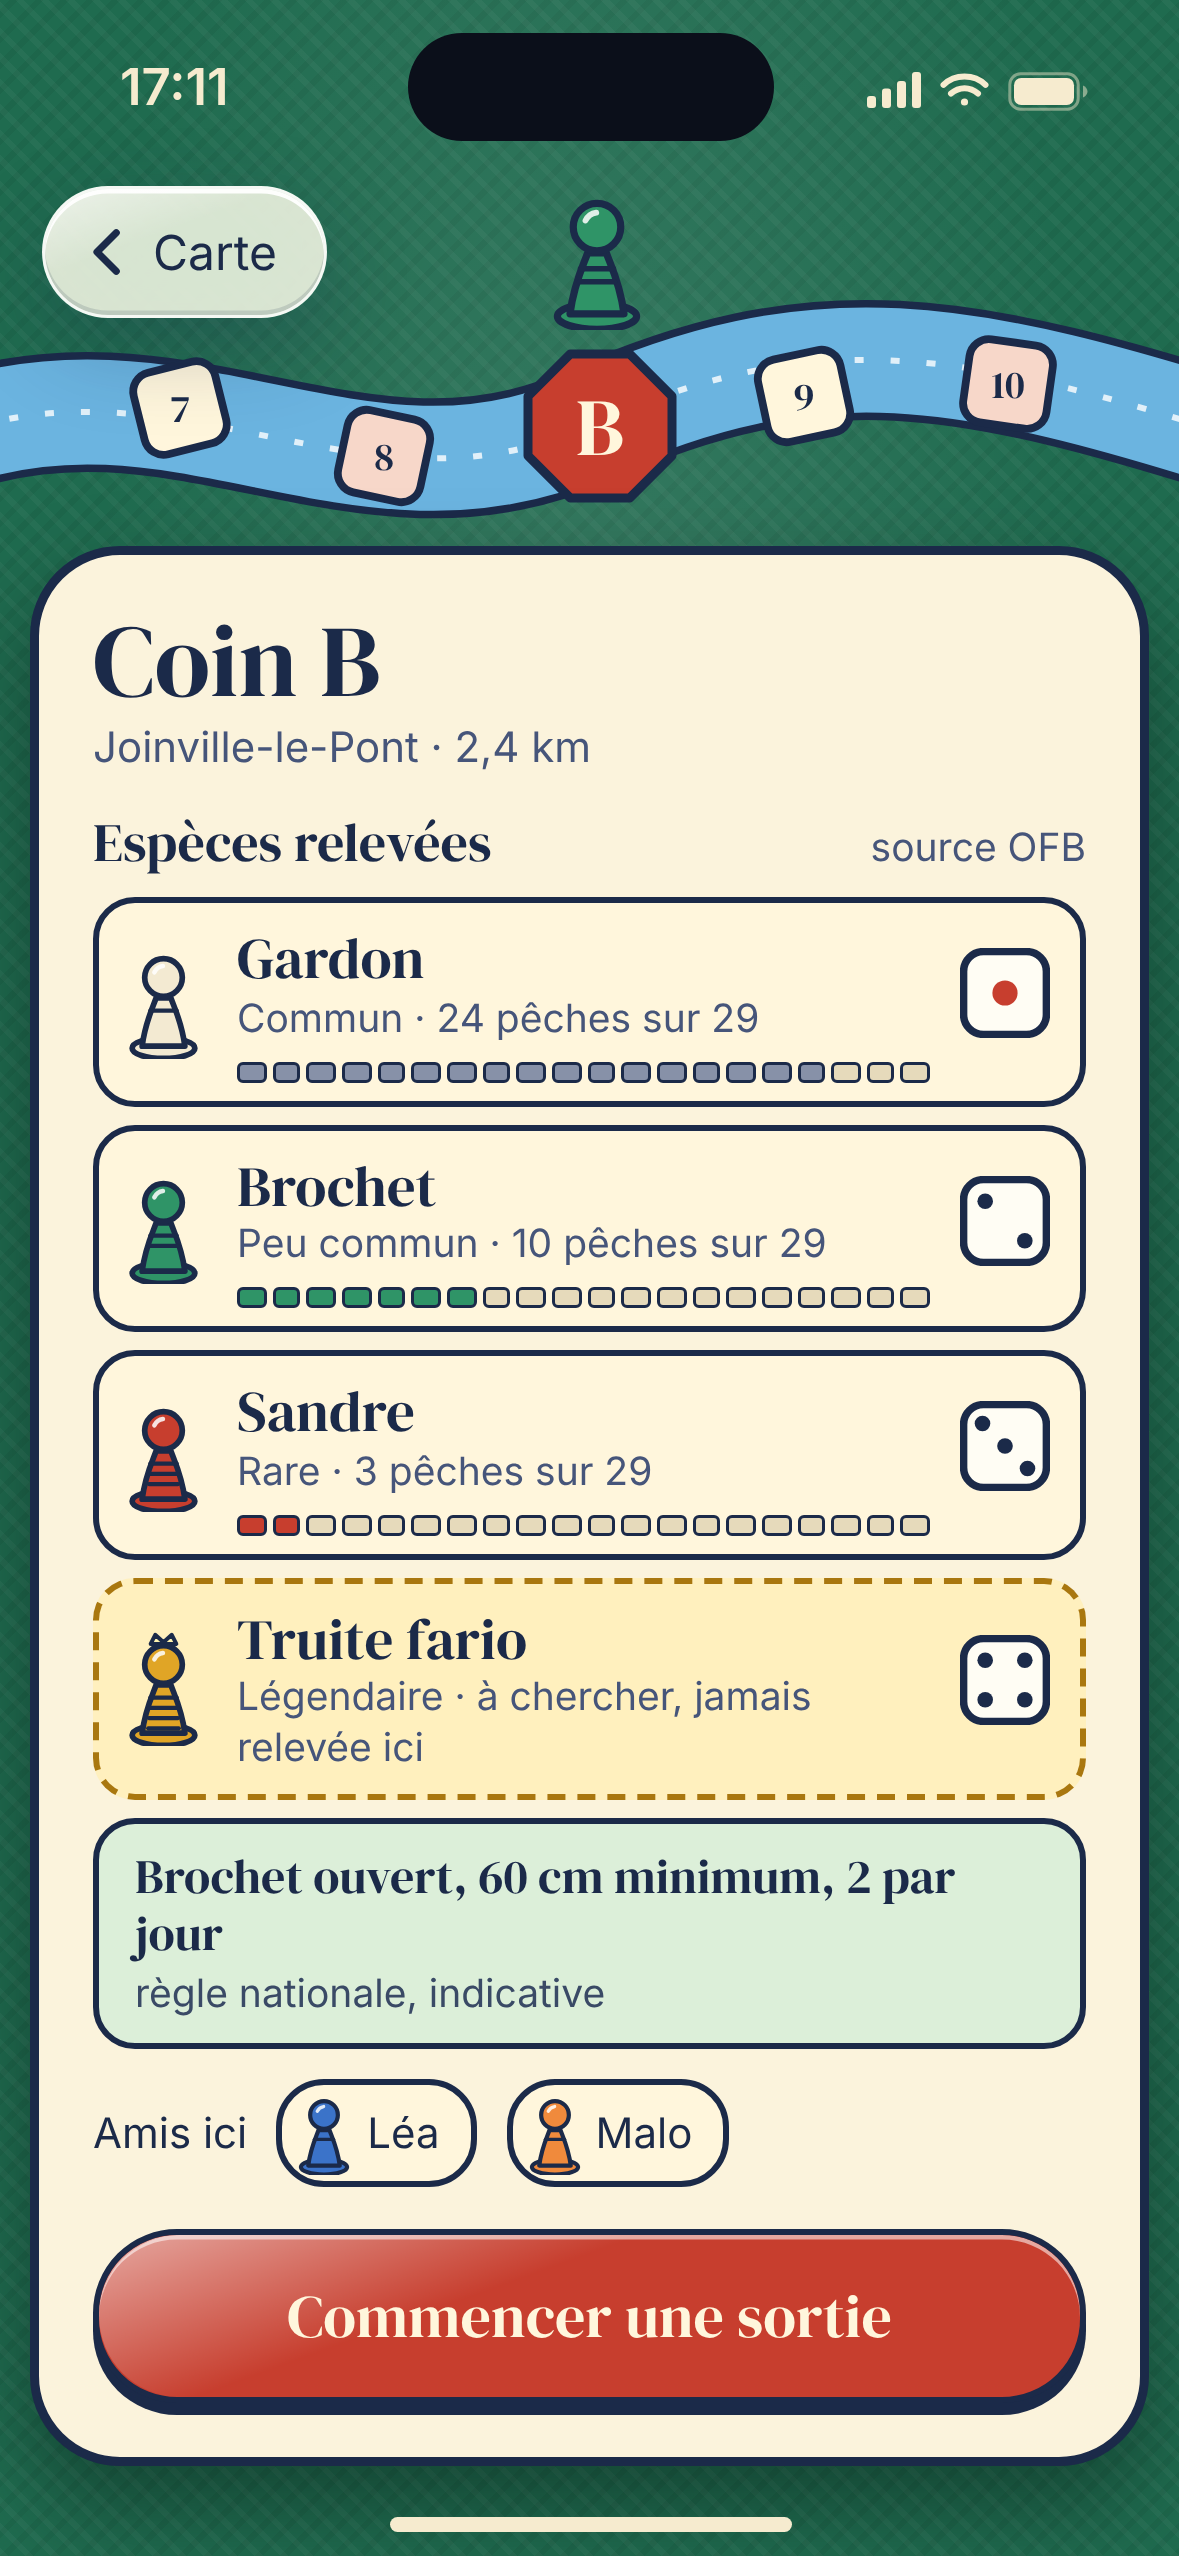 17:11
Carte
7
8
B
9
10
Coin B
Joinville-le-Pont · 2,4 km
Espèces relevées
source OFB
Gardon
Commun · 24 pêches sur 29
Brochet
Peu commun · 10 pêches sur 29
Sandre
Rare · 3 pêches sur 29
Truite fario
Légendaire · à chercher, jamais
relevée ici
Brochet ouvert, 60 cm minimum, 2 par
jour
règle nationale, indicative
Amis ici
Léa
Malo
Commencer une sortie